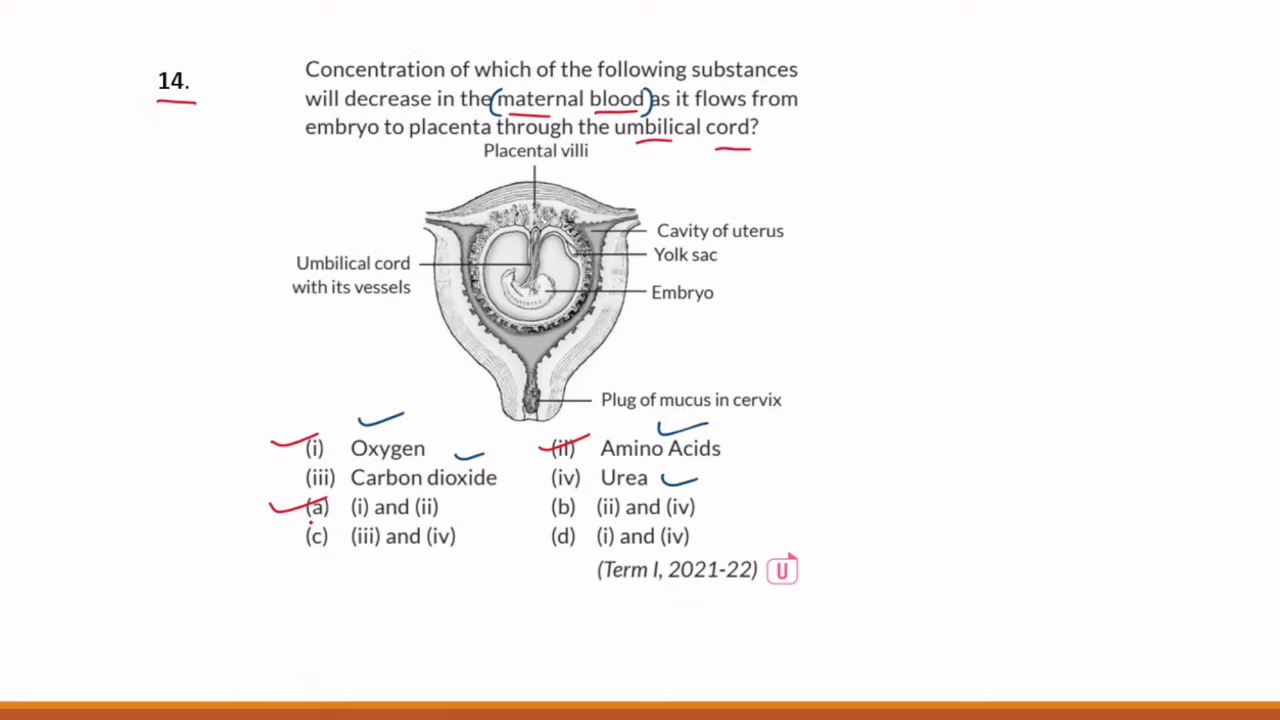 14.
Concentration of which of the following substances
will decrease in the (maternal blood) as it flows from
embryo to placenta through the umbilical cord?
Placental villi
Cavity of uterus
Yolk sac
Umbilical cord
with its vessels
Embryo
Plug of mucus in cervix
(i) Oxygen (ii) Amino Acids
(iii) Carbon dioxide (iv) Urea
(a) (i) and (ii) (b) (ii) and (iv)
(c) (iii) and (iv) (d) (i) and (iv)
(Term I, 2021-22) U